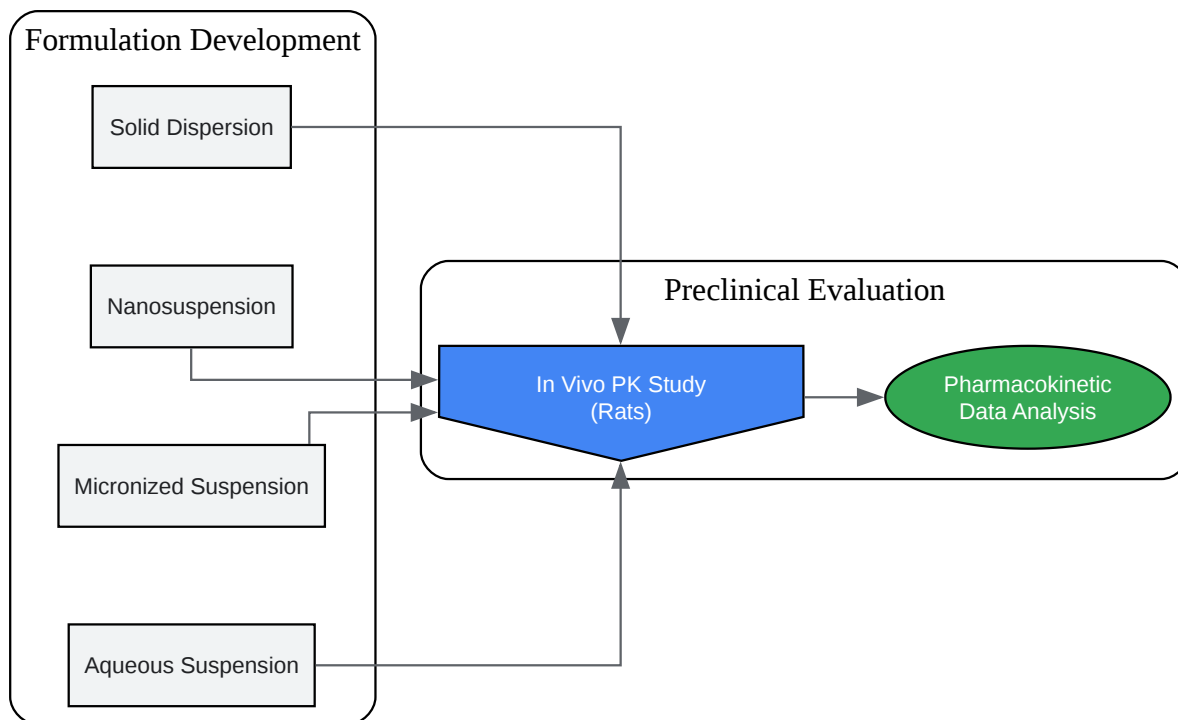 Formulation Development
Solid Dispersion
Nanosuspension
Micronized Suspension
Aqueous Suspension
Preclinical Evaluation
In Vivo PK Study
(Rats)
Pharmacokinetic
Data Analysis